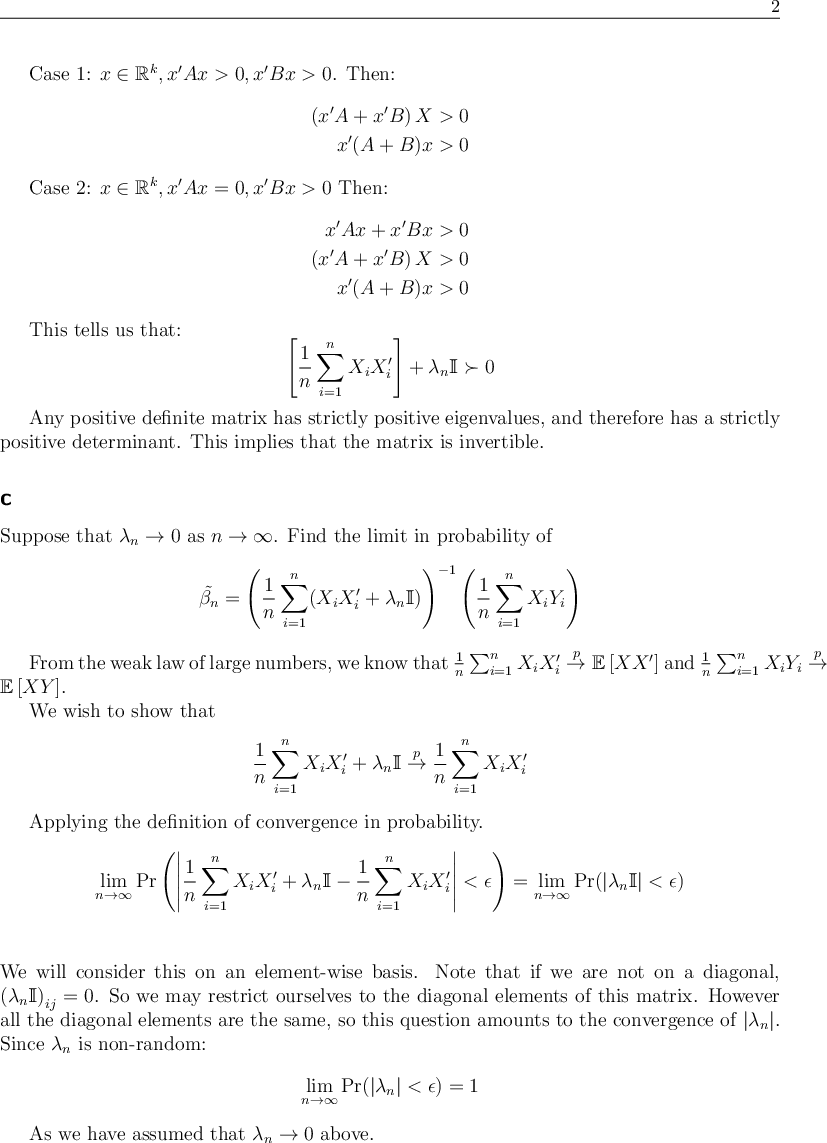 2
Case 1: x ∈ ℝ^k, x′Ax > 0, x′Bx > 0. Then:
(x′A + x′B) X > 0
x′(A + B)x > 0
Case 2: x ∈ ℝ^k, x′Ax = 0, x′Bx > 0 Then:
x′Ax + x′Bx > 0
(x′A + x′B) X > 0
x′(A + B)x > 0
This tells us that:
[1/n ∑_{i=1}^{n} X_i X_i′] + λ_n 𝕀 ≻ 0
Any positive definite matrix has strictly positive eigenvalues, and therefore has a strictly
positive determinant. This implies that the matrix is invertible.
c
Suppose that λ_n → 0 as n → ∞. Find the limit in probability of
β̃_n = (1/n ∑_{i=1}^{n} (X_i X_i′ + λ_n 𝕀))^{−1} (1/n ∑_{i=1}^{n} X_i Y_i)
From the weak law of large numbers, we know that 1/n ∑_{i=1}^{n} X_i X_i′ →^p 𝔼 [XX′] and 1/n ∑_{i=1}^{n} X_i Y_i →^p
𝔼 [XY].
We wish to show that
1/n ∑_{i=1}^{n} X_i X_i′ + λ_n 𝕀 →^p 1/n ∑_{i=1}^{n} X_i X_i′
Applying the definition of convergence in probability.
lim_{n→∞} Pr (|1/n ∑_{i=1}^{n} X_i X_i′ + λ_n 𝕀 − 1/n ∑_{i=1}^{n} X_i X_i′| < ϵ) = lim_{n→∞} Pr(|λ_n 𝕀| < ϵ)
We will consider this on an element-wise basis. Note that if we are not on a diagonal,
(λ_n 𝕀)_{ij} = 0. So we may restrict ourselves to the diagonal elements of this matrix. However
all the diagonal elements are the same, so this question amounts to the convergence of |λ_n|.
Since λ_n is non-random:
lim_{n→∞} Pr(|λ_n| < ϵ) = 1
As we have assumed that λ_n → 0 above.